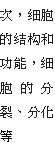 次，细胞
的结构和
功能，细
胞的分
裂、分化
等